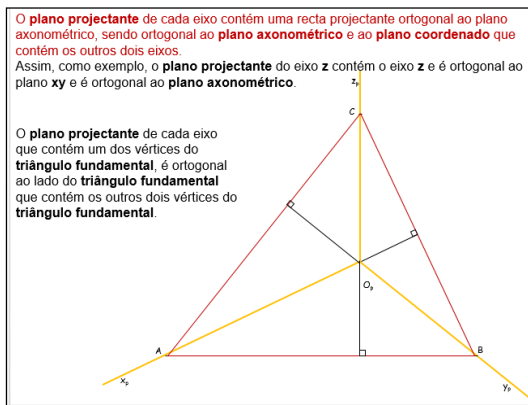 O plano projectante de cada eixo contém uma recta projectante ortogonal ao plano
axonométrico, sendo ortogonal ao plano axonométrico e ao plano coordenado que
contém os outros dois eixos.
Assim, como exemplo, o plano projectante do eixo z contém o eixo z e é ortogonal ao
plano xy e é ortogonal ao plano axonométrico.
zp
C
O plano projectante de cada eixo
que contém um dos vértices do
triângulo fundamental, é ortogonal
ao lado do triângulo fundamental
que contém os outros dois vértices do
triângulo fundamental.
Op
A
B
xp
yp